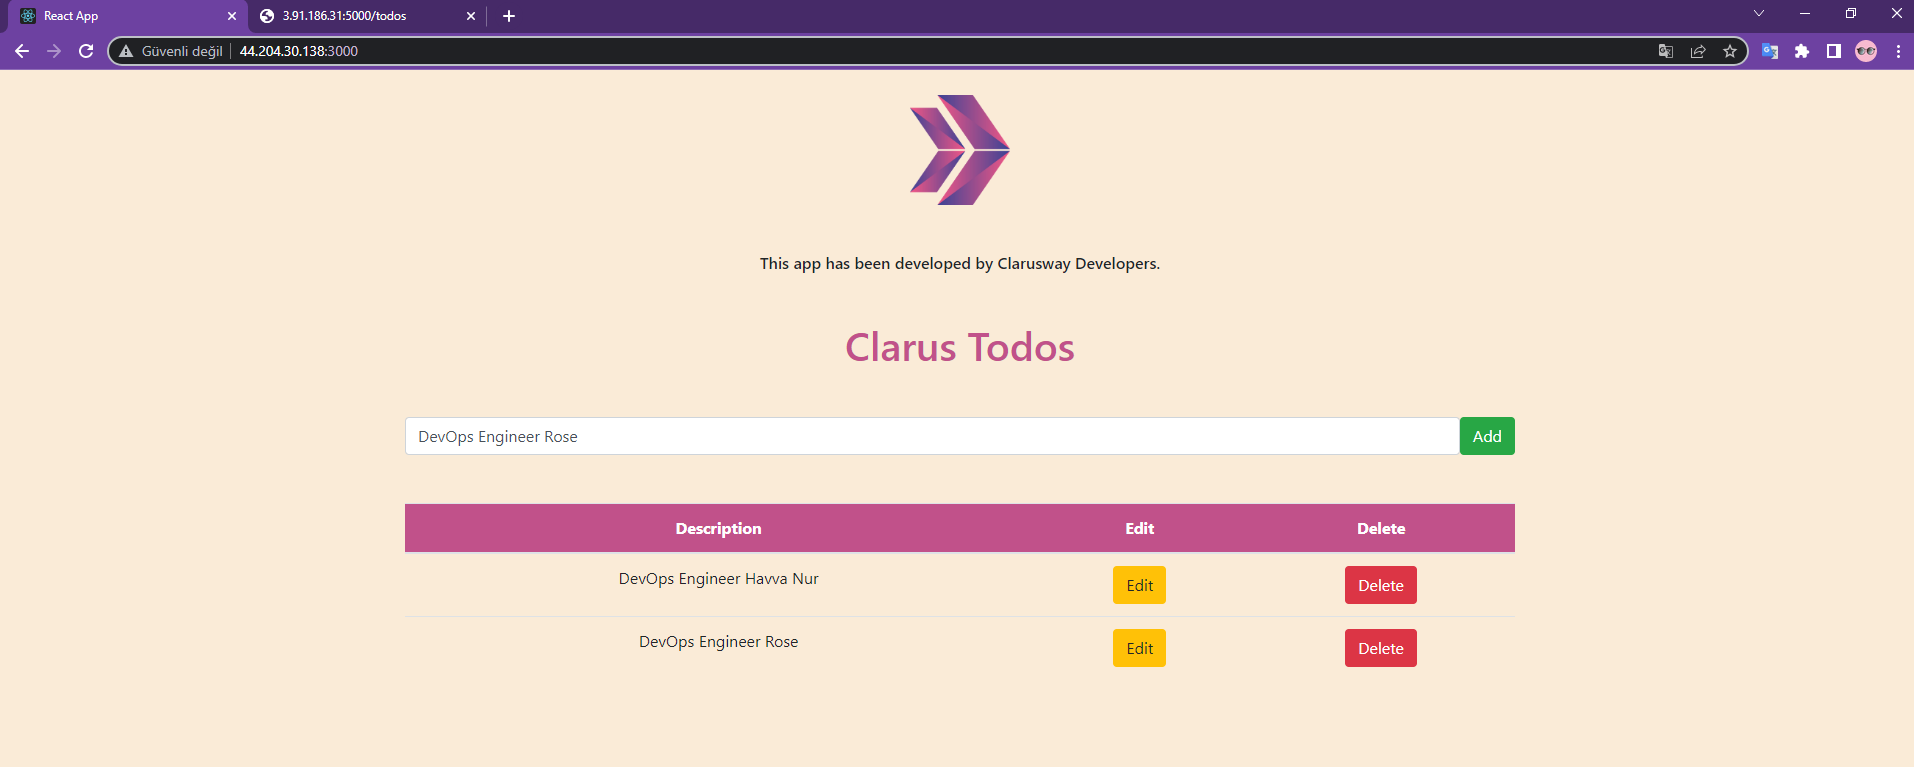 React App
3.91.186.31:5000/todos
Güvenli değil
44.204.30.138:3000
This app has been developed by Clarusway Developers.
Clarus Todos
DevOps Engineer Rose Add
Description Edit Delete
DevOps Engineer Havva Nur Edit Delete
DevOps Engineer Rose Edit Delete